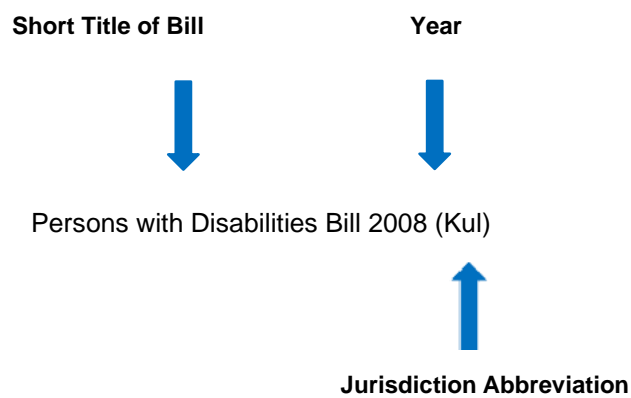 Short Title of Bill Year
Persons with Disabilities Bill 2008 (Kul)
Jurisdiction Abbreviation